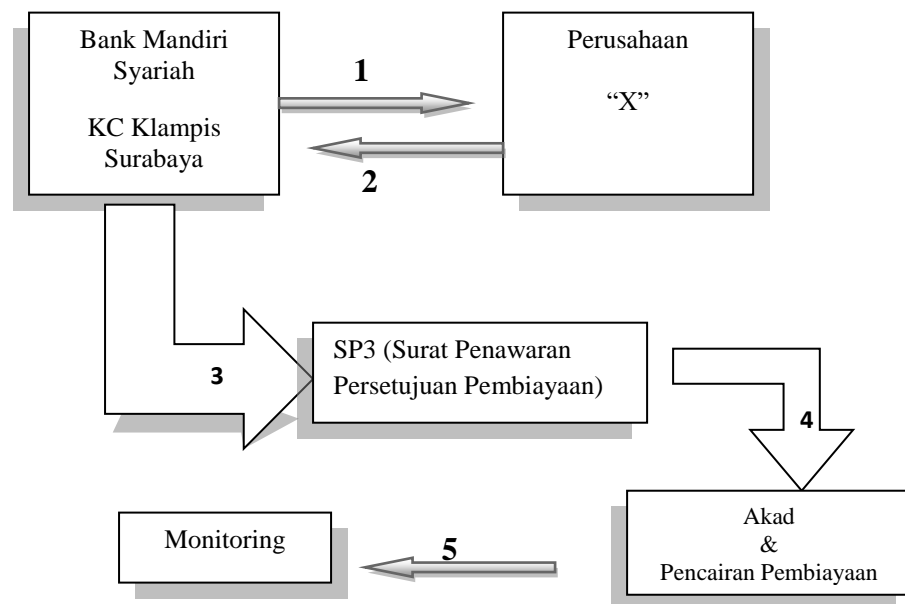 Bank Mandiri
Syariah
KC Klampis
Surabaya
1
2
Perusahaan
“X”
3
SP3 (Surat Penawaran
Persetujuan Pembiayaan)
4
Akad
&
Pencairan Pembiayaan
5
Monitoring